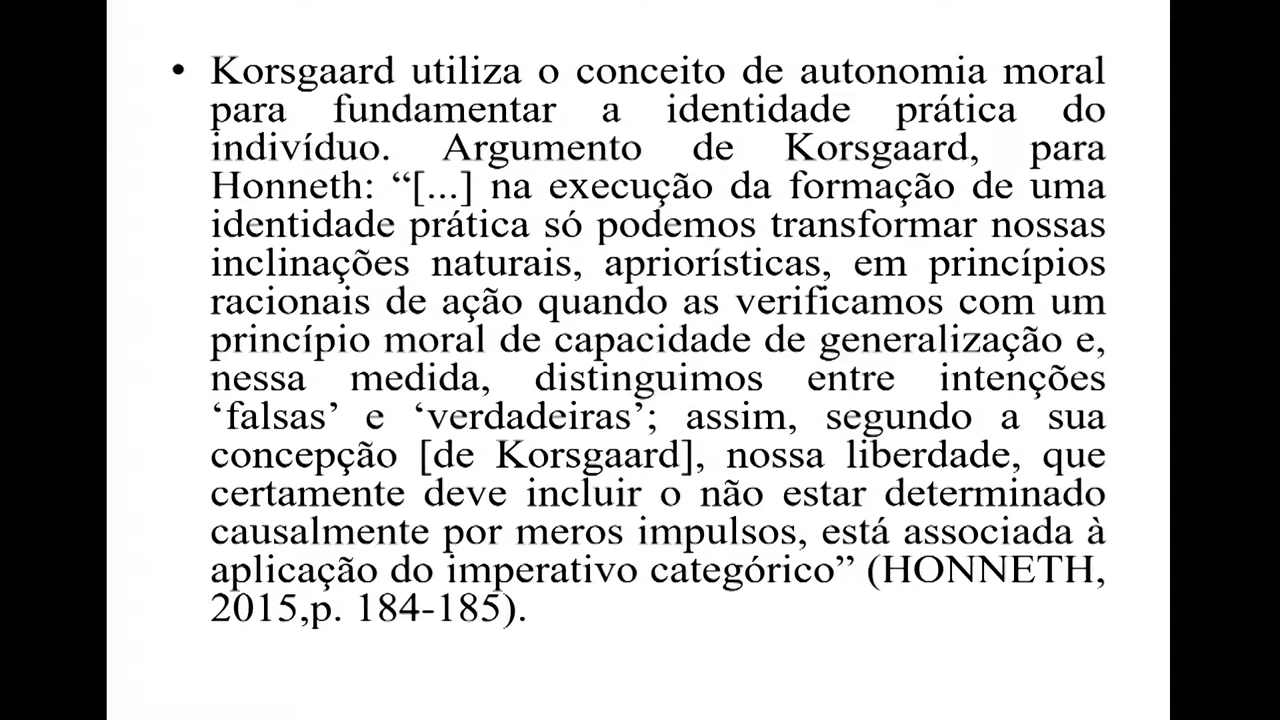 • Korsgaard utiliza o conceito de autonomia moral
para fundamentar a identidade prática do
indivíduo. Argumento de Korsgaard, para
Honneth: “[...] na execução da formação de uma
identidade prática só podemos transformar nossas
inclinações naturais, apriorísticas, em princípios
racionais de ação quando as verificamos com um
princípio moral de capacidade de generalização e,
nessa medida, distinguimos entre intenções
‘falsas’ e ‘verdadeiras’; assim, segundo a sua
concepção [de Korsgaard], nossa liberdade, que
certamente deve incluir o não estar determinado
causalmente por meros impulsos, está associada à
aplicação do imperativo categórico” (HONNETH,
2015,p. 184-185).